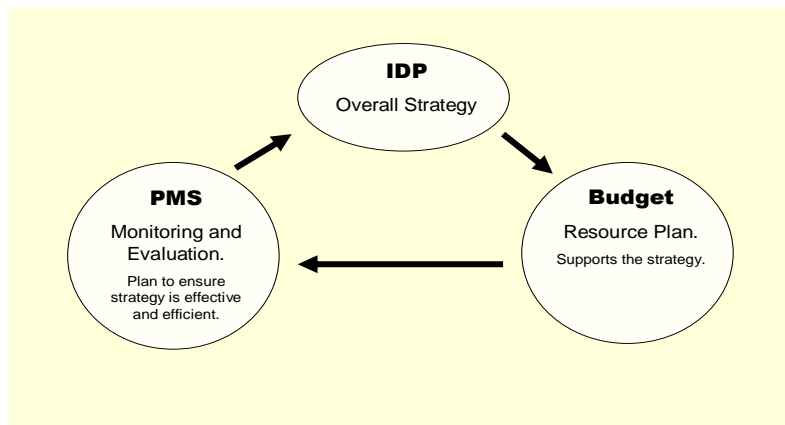 IDP
Overall Strategy
PMS
Monitoring and
Evaluation.
Plan to ensure
strategy is effective
and efficient.
Budget
Resource Plan.
Supports the strategy.